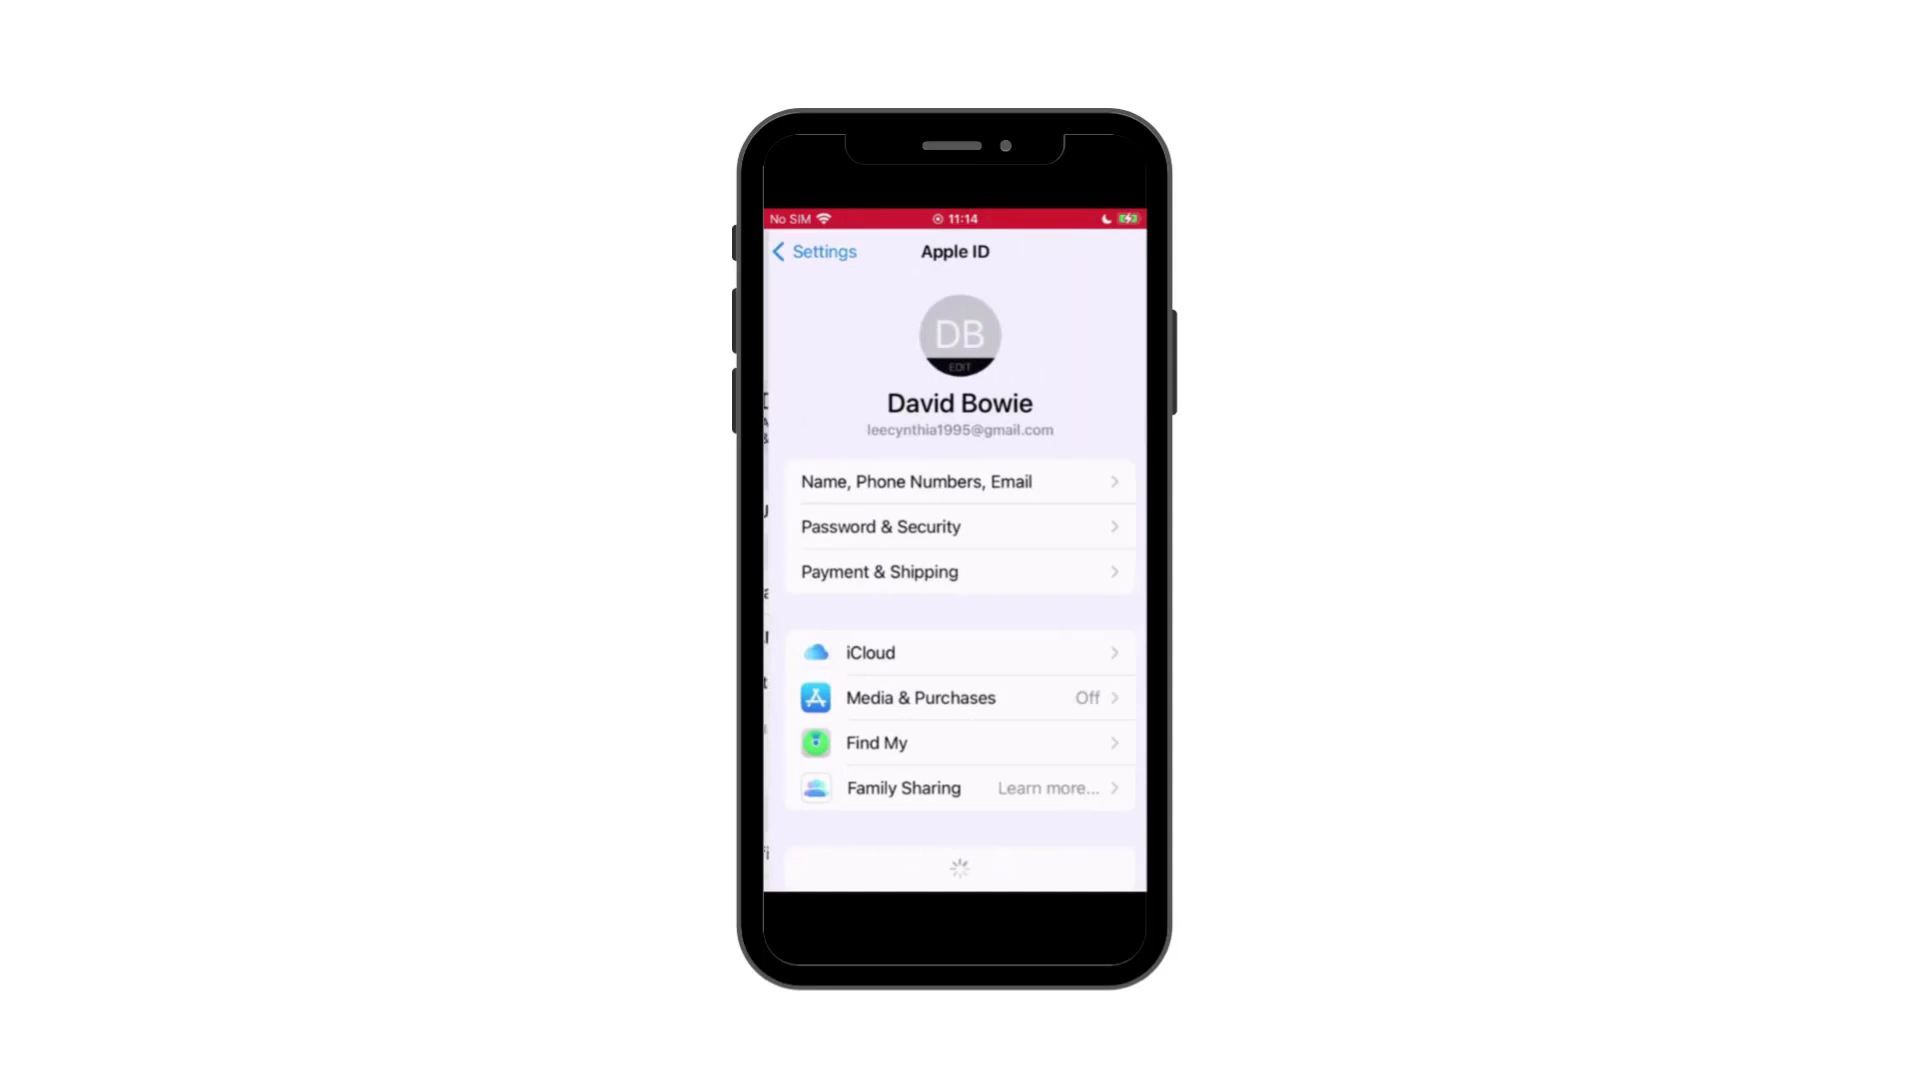 No SIM 11:14
Settings Apple ID
DB
EDIT
David Bowie
leecynthia1995@gmail.com
Name, Phone Numbers, Email
Password & Security
Payment & Shipping
iCloud
Media & Purchases Off
Find My
Family Sharing Learn more...